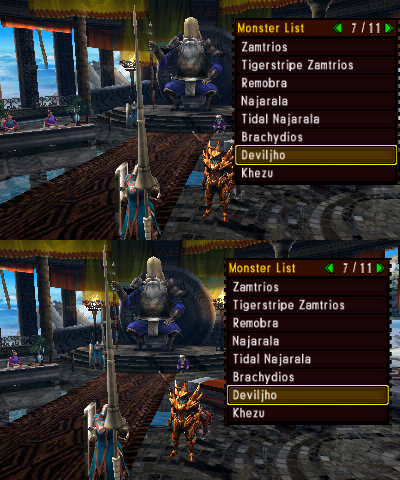 Monster List 7 / 11
Zamtrios
Tigerstripe Zamtrios
Remobra
Najarala
Tidal Najarala
Brachydios
Deviljho
Khezu
Monster List 7 / 11
Zamtrios
Tigerstripe Zamtrios
Remobra
Najarala
Tidal Najarala
Brachydios
Deviljho
Khezu